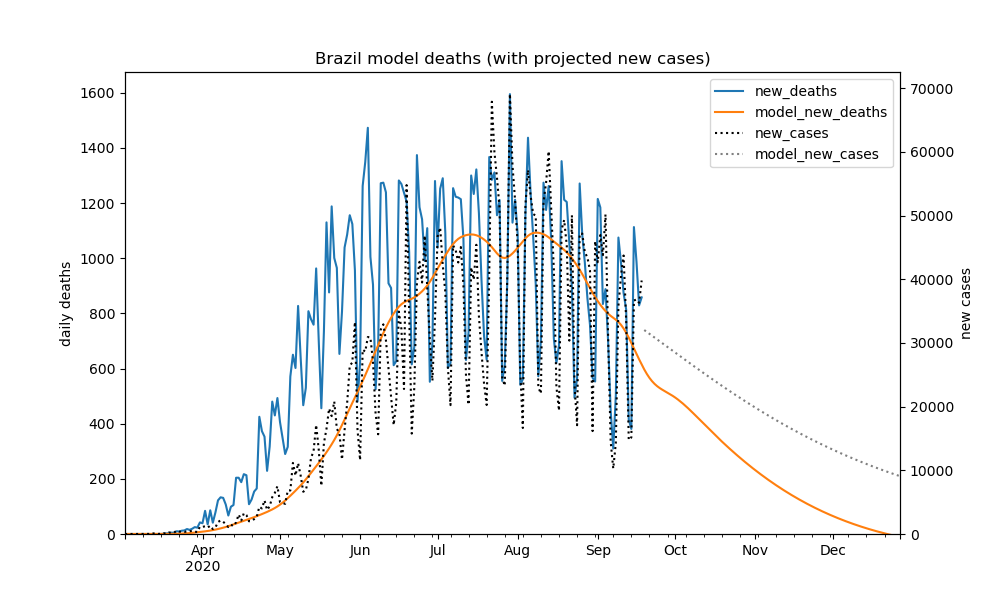 Brazil model deaths (with projected new cases)
new_deaths
model_new_deaths
new_cases
model_new_cases
daily deaths
1600
1400
1200
1000
800
600
400
200
0
new cases
70000
60000
50000
40000
30000
20000
10000
0
Apr May Jun Jul Aug Sep Oct Nov Dec
2020